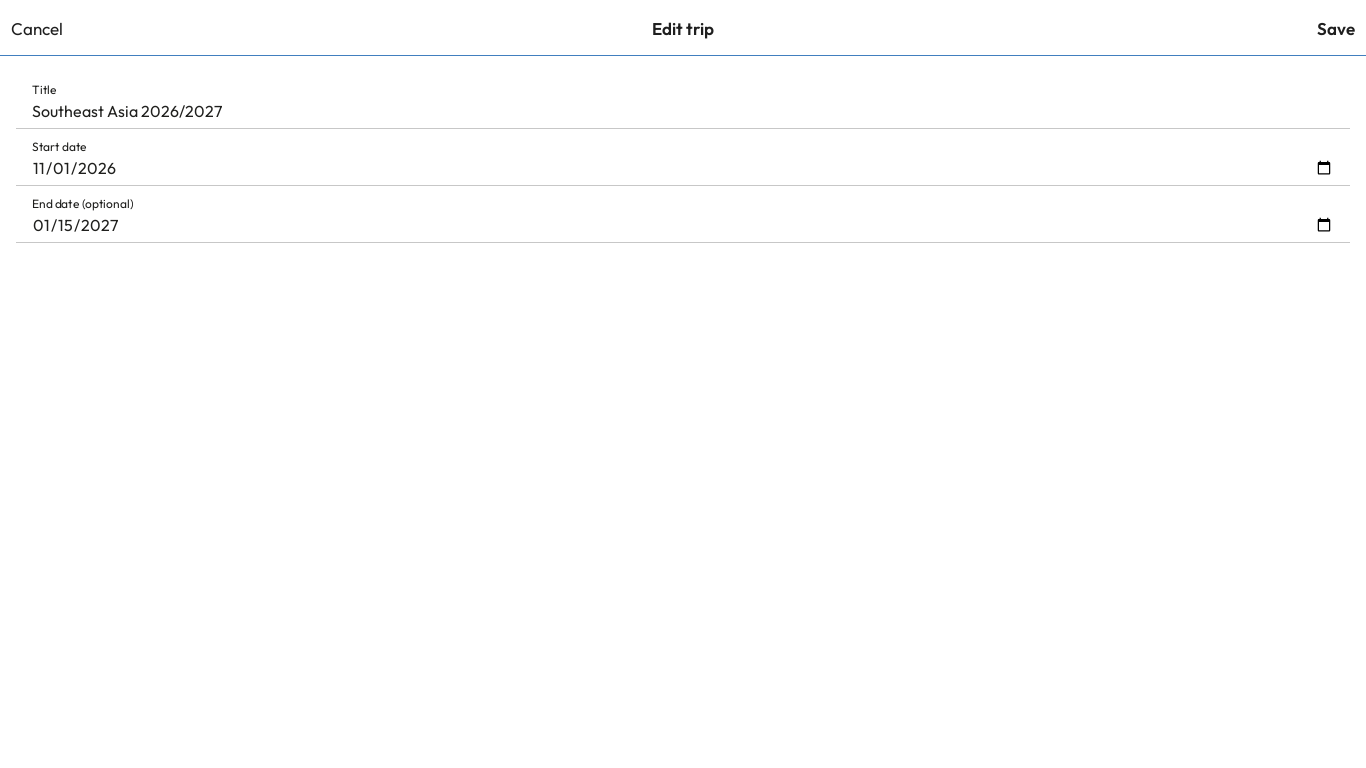 Cancel
Edit trip
Save
Title
Southeast Asia 2026/2027
Start date
11/01/2026
End date (optional)
01/15/2027